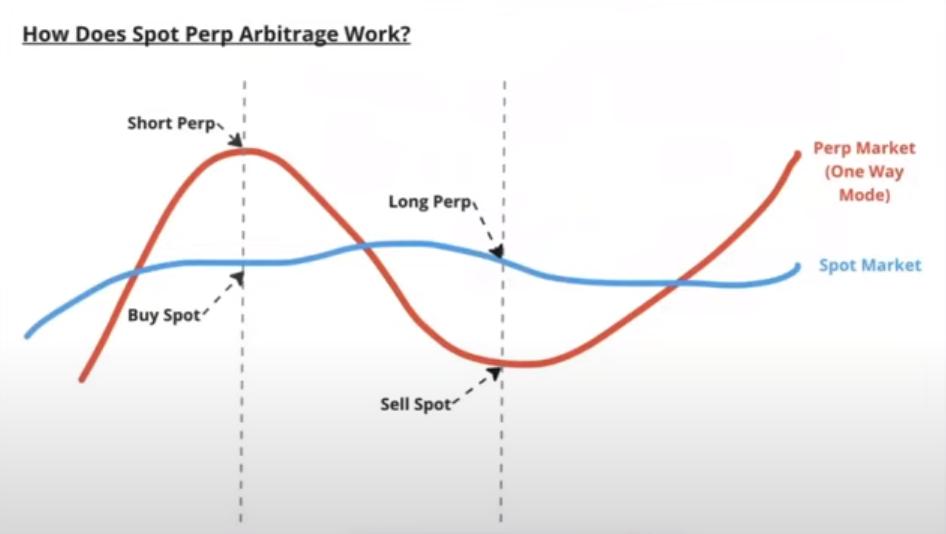 How Does Spot Perp Arbitrage Work?
Short Perp
Perp Market
(One Way
Mode)
Long Perp
Spot Market
Buy Spot
Sell Spot